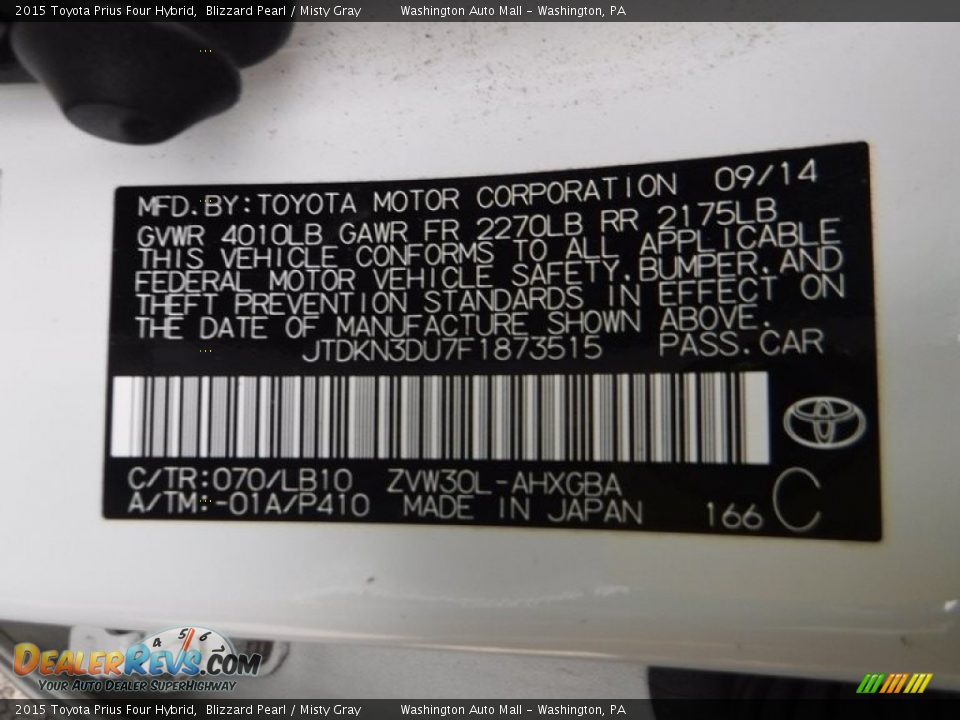 2015 Toyota Prius Four Hybrid,  Blizzard Pearl / Misty Gray        Washington Auto Mall - Washington, PA
MFD.BY:TOYOTA MOTOR CORPORATION 09/14
GVWR 4010LB GAWR FR 2270LB RR 2175LB
THIS VEHICLE CONFORMS TO ALL APPLICABLE
FEDERAL MOTOR VEHICLE SAFETY,BUMPER,AND
THEFT PREVENTION STANDARDS IN EFFECT ON
THE DATE OF MANUFACTURE SHOWN ABOVE.
JTDKN3DU7F1873515 PASS.CAR
C/TR:070/LB10 ZVW30L-AHXGBA
A/TM:-01A/P410 MADE IN JAPAN 166 C
4 5 6
DEALERREVS.COM
YOUR AUTO DEALER SUPERHIGHWAY
2015 Toyota Prius Four Hybrid,  Blizzard Pearl / Misty Gray        Washington Auto Mall - Washington, PA